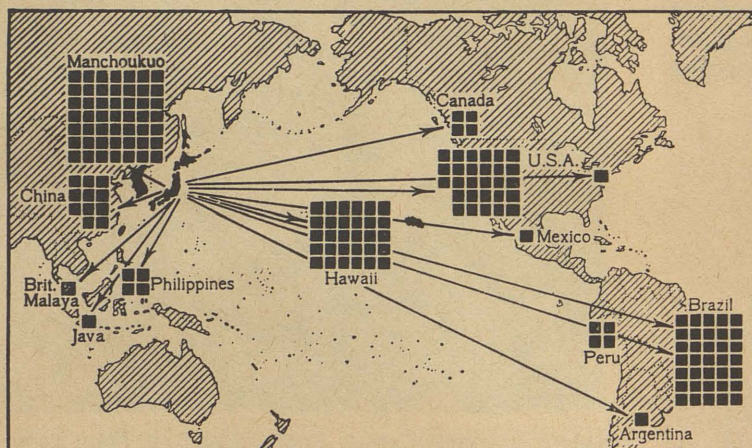 Manchoukuo
Canada
U.S.A.
China
Mexico
Hawaii
Brit.
Malaya
Philippines
Java
Brazil
Peru
Argentina